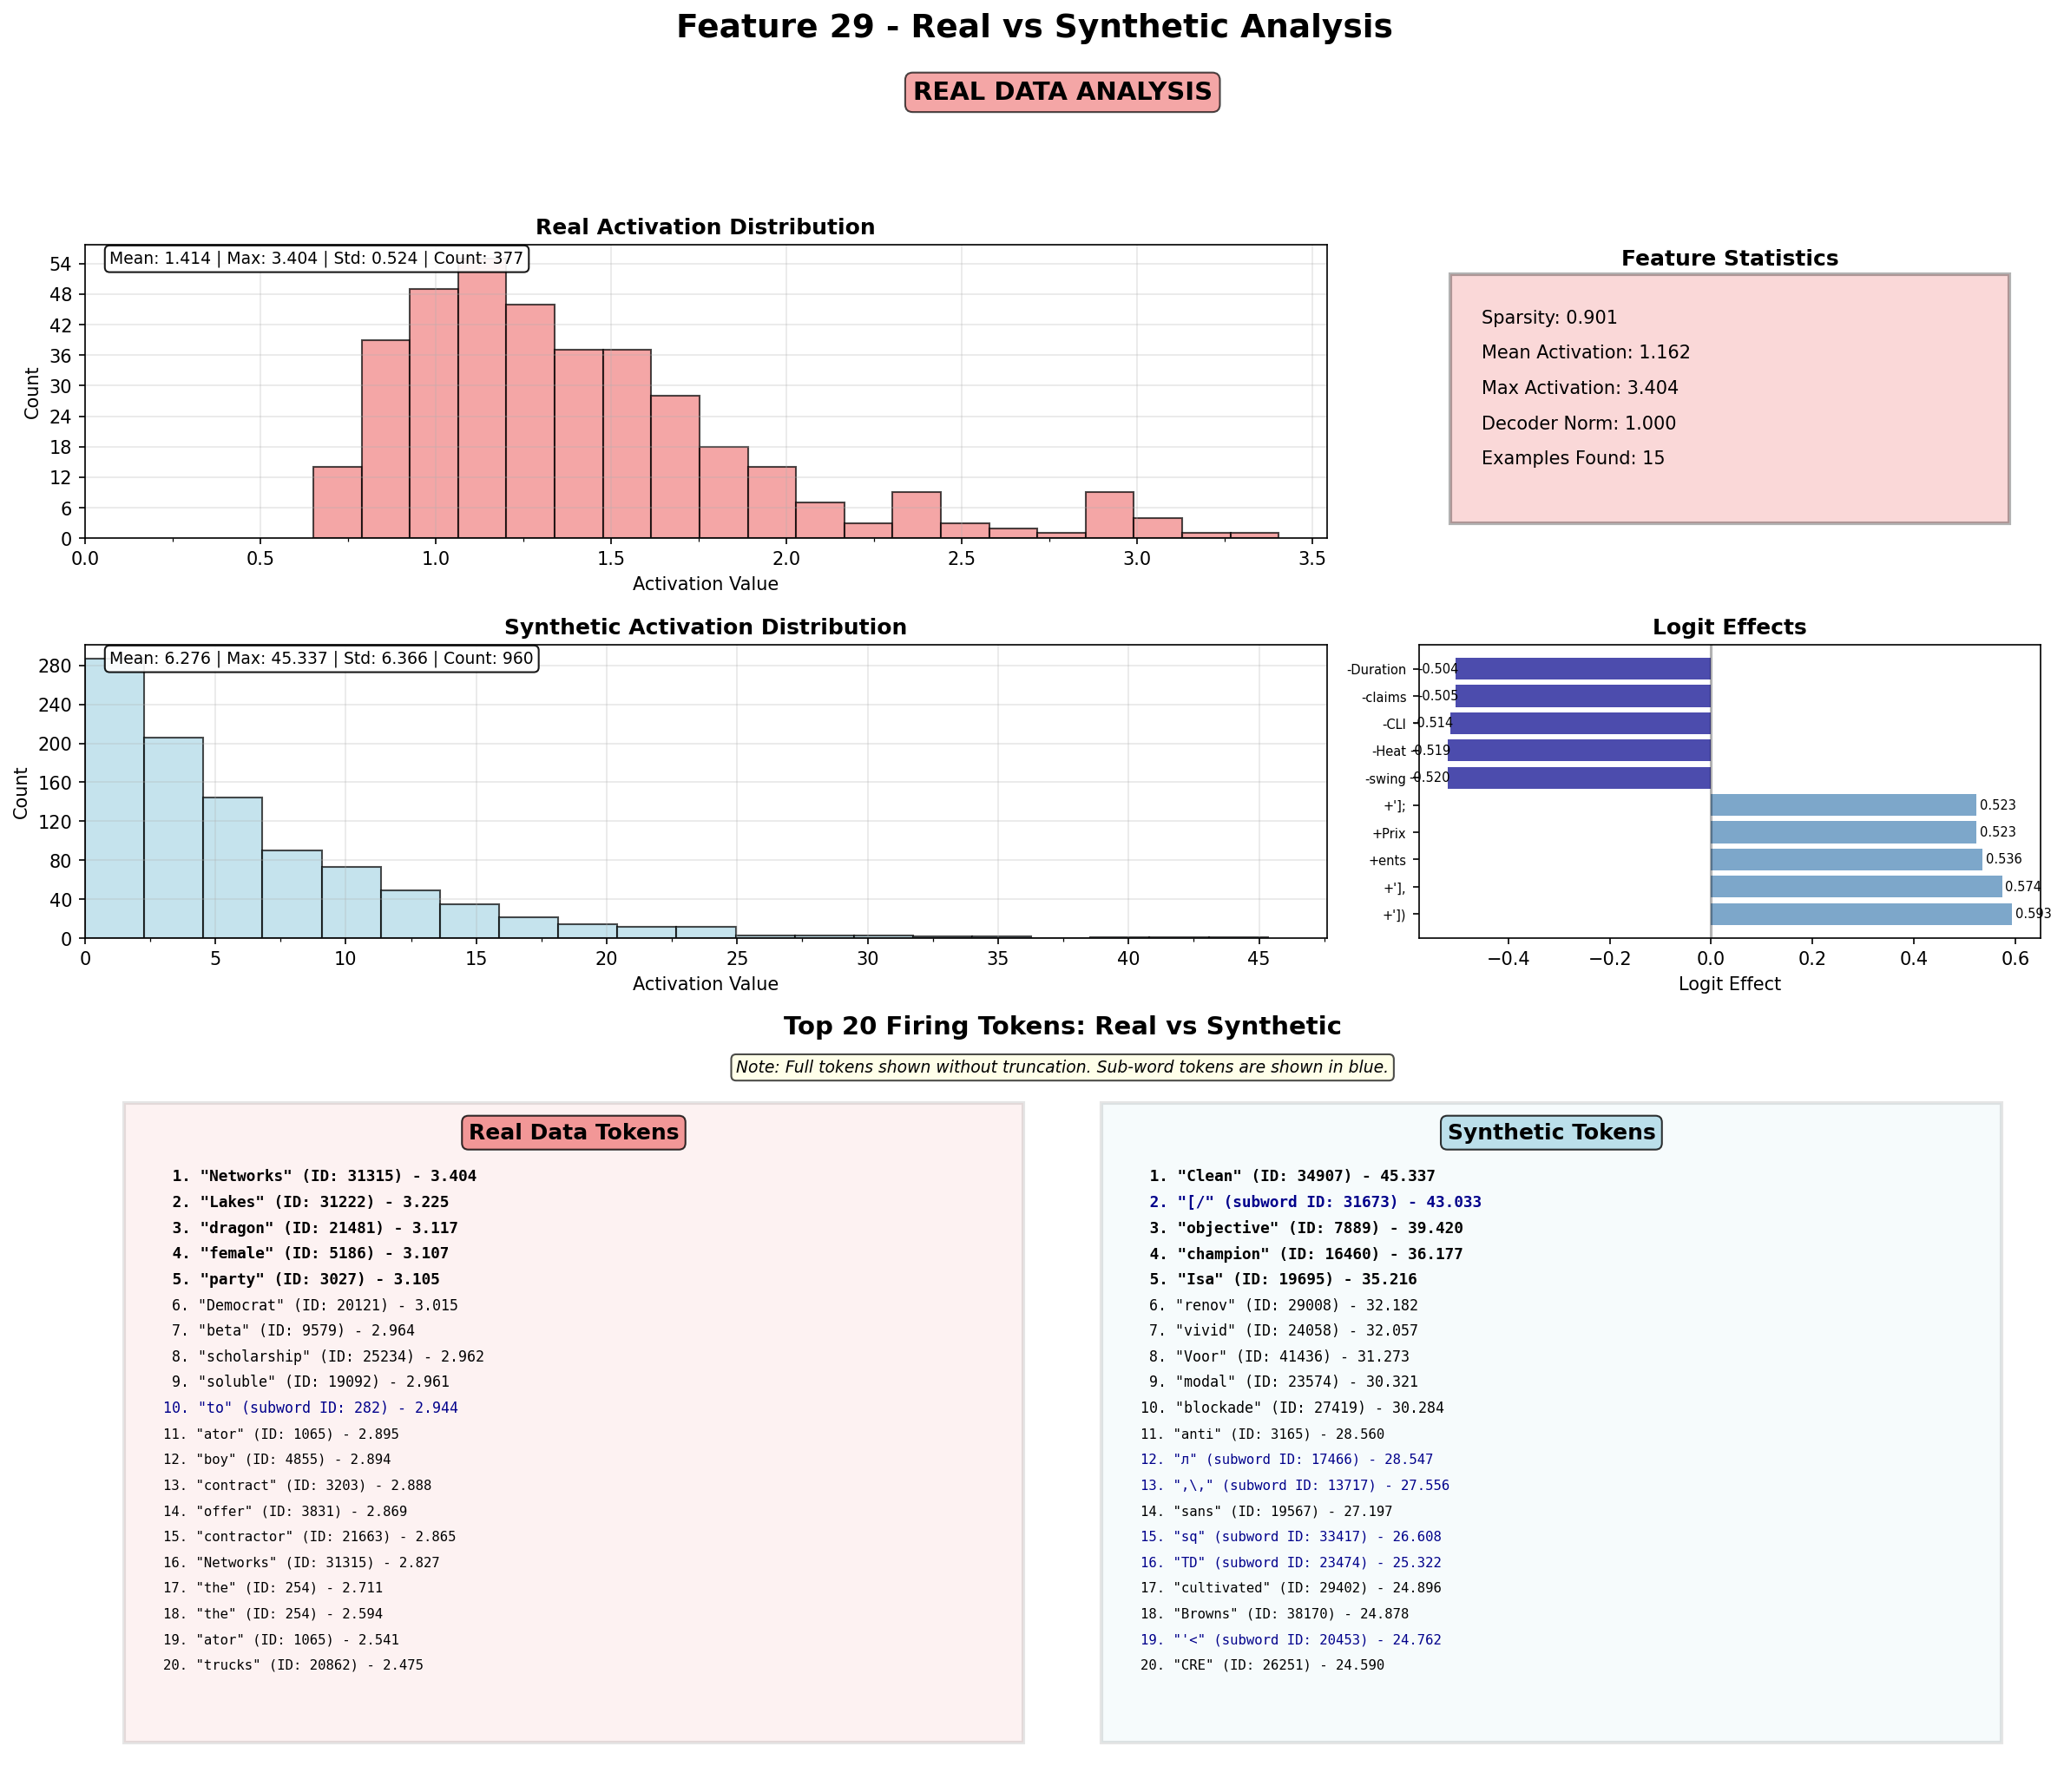 Feature 29 - Real vs Synthetic Analysis
REAL DATA ANALYSIS
Real Activation Distribution
Mean: 1.414 | Max: 3.404 | Std: 0.524 | Count: 377
54
48
42
36
30
24
18
12
6
0
Count
0.0 0.5 1.0 1.5 2.0 2.5 3.0 3.5
Activation Value
Feature Statistics
Sparsity: 0.901
Mean Activation: 1.162
Max Activation: 3.404
Decoder Norm: 1.000
Examples Found: 15
Synthetic Activation Distribution
Mean: 6.276 | Max: 45.337 | Std: 6.366 | Count: 960
280
240
200
160
120
80
40
0
Count
0 5 10 15 20 25 30 35 40 45
Activation Value
Logit Effects
-Duration -0.504
-claims -0.505
-CLI -0.514
-Heat -0.519
-swing -0.520
+']; 0.523
+Prix 0.523
+ents 0.536
+'], 0.574
+']) 0.593
−0.4 −0.2 0.0 0.2 0.4 0.6
Logit Effect
Top 20 Firing Tokens: Real vs Synthetic
Note: Full tokens shown without truncation. Sub-word tokens are shown in blue.
Real Data Tokens
1. "Networks" (ID: 31315) - 3.404
2. "Lakes" (ID: 31222) - 3.225
3. "dragon" (ID: 21481) - 3.117
4. "female" (ID: 5186) - 3.107
5. "party" (ID: 3027) - 3.105
6. "Democrat" (ID: 20121) - 3.015
7. "beta" (ID: 9579) - 2.964
8. "scholarship" (ID: 25234) - 2.962
9. "soluble" (ID: 19092) - 2.961
10. "to" (subword ID: 282) - 2.944
11. "ator" (ID: 1065) - 2.895
12. "boy" (ID: 4855) - 2.894
13. "contract" (ID: 3203) - 2.888
14. "offer" (ID: 3831) - 2.869
15. "contractor" (ID: 21663) - 2.865
16. "Networks" (ID: 31315) - 2.827
17. "the" (ID: 254) - 2.711
18. "the" (ID: 254) - 2.594
19. "ator" (ID: 1065) - 2.541
20. "trucks" (ID: 20862) - 2.475
Synthetic Tokens
1. "Clean" (ID: 34907) - 45.337
2. "[/" (subword ID: 31673) - 43.033
3. "objective" (ID: 7889) - 39.420
4. "champion" (ID: 16460) - 36.177
5. "Isa" (ID: 19695) - 35.216
6. "renov" (ID: 29008) - 32.182
7. "vivid" (ID: 24058) - 32.057
8. "Voor" (ID: 41436) - 31.273
9. "modal" (ID: 23574) - 30.321
10. "blockade" (ID: 27419) - 30.284
11. "anti" (ID: 3165) - 28.560
12. "л" (subword ID: 17466) - 28.547
13. ",\," (subword ID: 13717) - 27.556
14. "sans" (ID: 19567) - 27.197
15. "sq" (subword ID: 33417) - 26.608
16. "TD" (subword ID: 23474) - 25.322
17. "cultivated" (ID: 29402) - 24.896
18. "Browns" (ID: 38170) - 24.878
19. "'<" (subword ID: 20453) - 24.762
20. "CRE" (ID: 26251) - 24.590